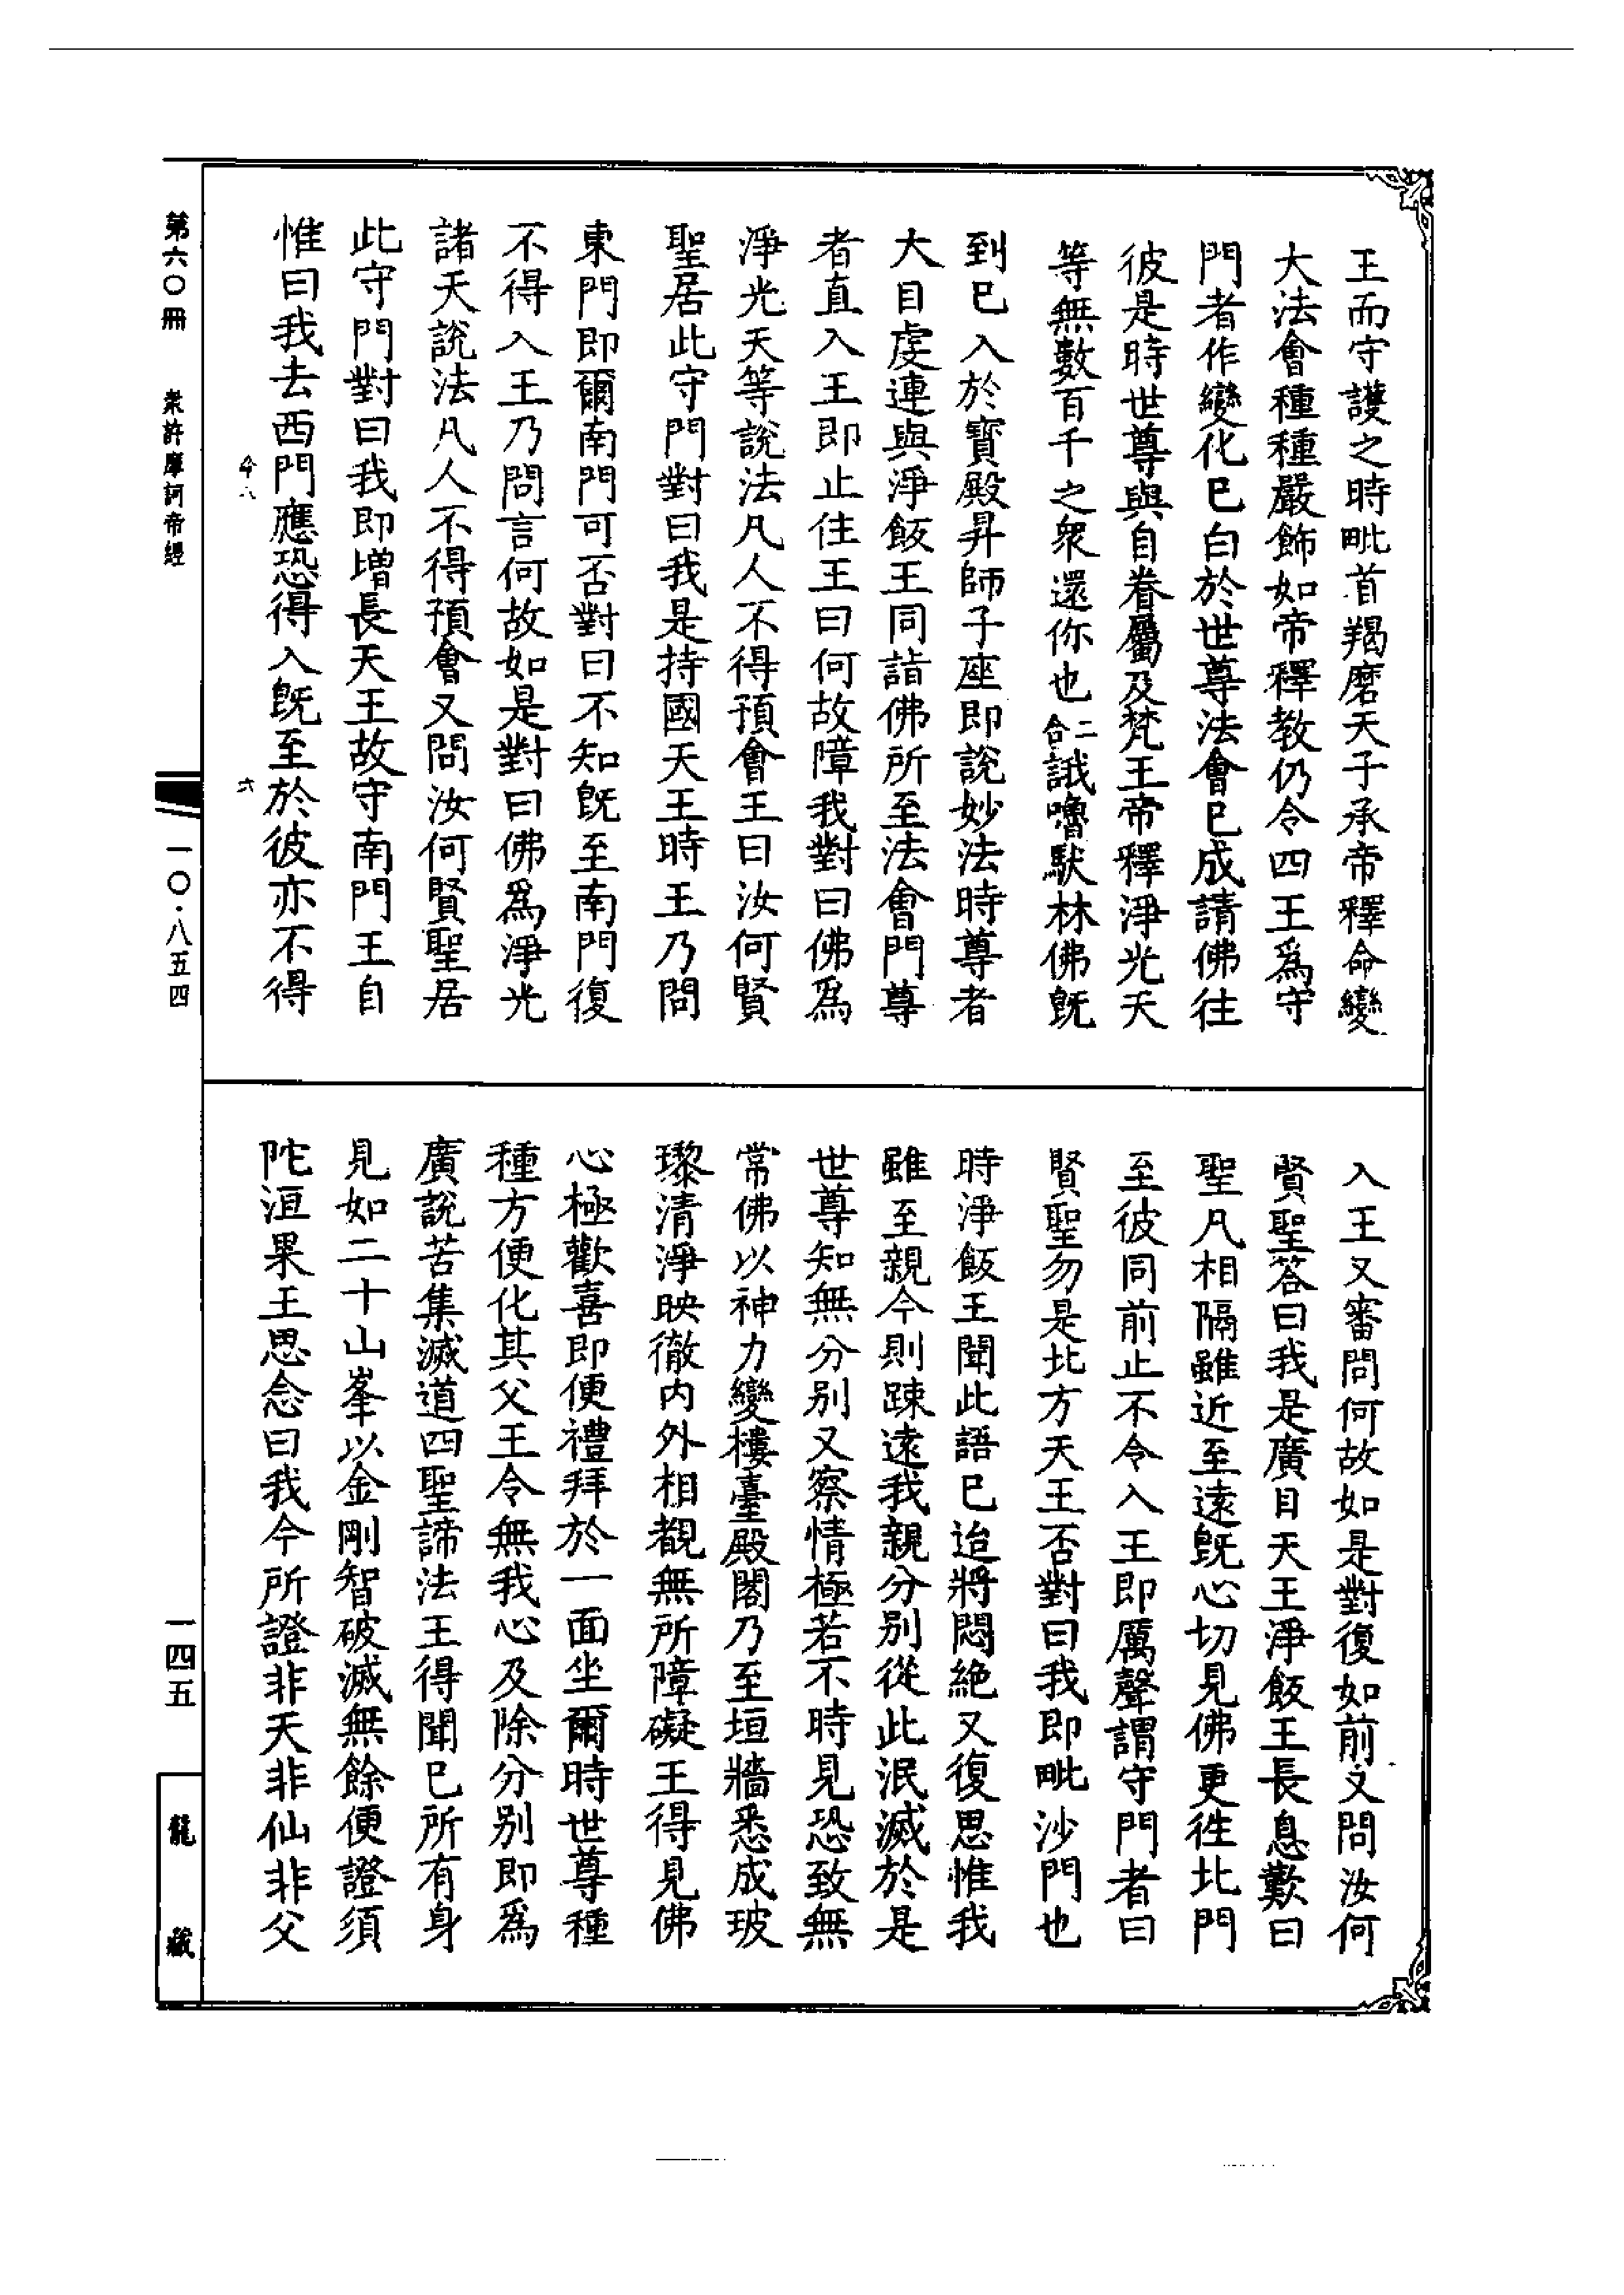 王而守護之時毗首羯磨天子承帝釋命變
大法會種種嚴飾如帝釋教仍令四王爲守
門者作變化已白於世尊法會已成請佛往
彼是時世尊與自眷屬及梵王帝釋淨光天
等無數百千之衆還你也二合誐嚕馱林佛旣
到已入於寳殿昇師子座即說妙法時尊者
大目虔連與淨飯王同詣佛所至法會門尊
者直入王即止住王曰何故障我對曰佛爲
淨光天等說法凡人不得預會王曰汝何賢
聖居此守門對曰我是持國天王時王乃問
東門即爾南門可否對曰不知旣至南門復
不得入王乃問言何故如是對曰佛爲淨光
諸天說法凡人不得預會又問汝何賢聖居
此守門對曰我即增長天王故守南門王自
惟曰我去西門應恐得入旣至於彼亦不得
入王又審問何故如是對復如前又問汝何
賢聖答曰我是廣目天王淨飯王長息歎曰
聖凡相隔雖近至遠旣心切見佛更徃北門
至彼同前止不令入王即厲聲謂守門者曰
賢聖勿是北方天王否對曰我即毗沙門也
時淨飯王聞此語已迨將悶絕又復思惟我
雖至親今則踈遠我親分別從此泯滅於是
世尊知無分別又察情極若不時見恐致無
常佛以神力變樓臺殿閣乃至垣牆悉成玻
瓈清淨映徹内外相覩無所障礙王得見佛
心極歡喜即便禮拜於一面坐爾時世尊種
種方便化其父王令無我心及除分別即爲
廣說苦集滅道四聖諦法王得聞已所有身
見如二十山峯以金剛智破滅無餘便證須
陀洹果王思念曰我今所證非天非仙非父
第六〇冊 衆許摩訶帝經
六
一〇·八五四
一四五
龍藏